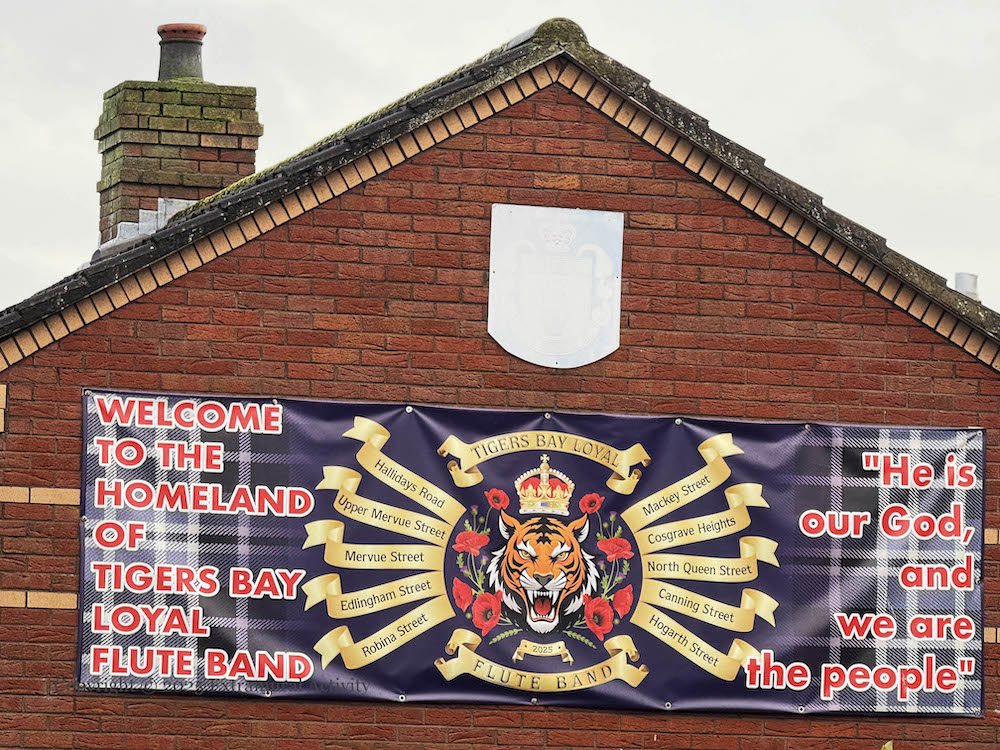 WELCOME
TO THE
HOMELAND
OF
TIGERS BAY
LOYAL
FLUTE BAND
TIGERS BAY LOYAL
Hallidays Road
Upper Mervue Street
Mervue Street
Edlingham Street
Robina Street
Mackey Street
Cosgrave Heights
North Queen Street
Canning Street
Hogarth Street
2025
FLUTE BAND
"He is
our God,
and
we are
the people"